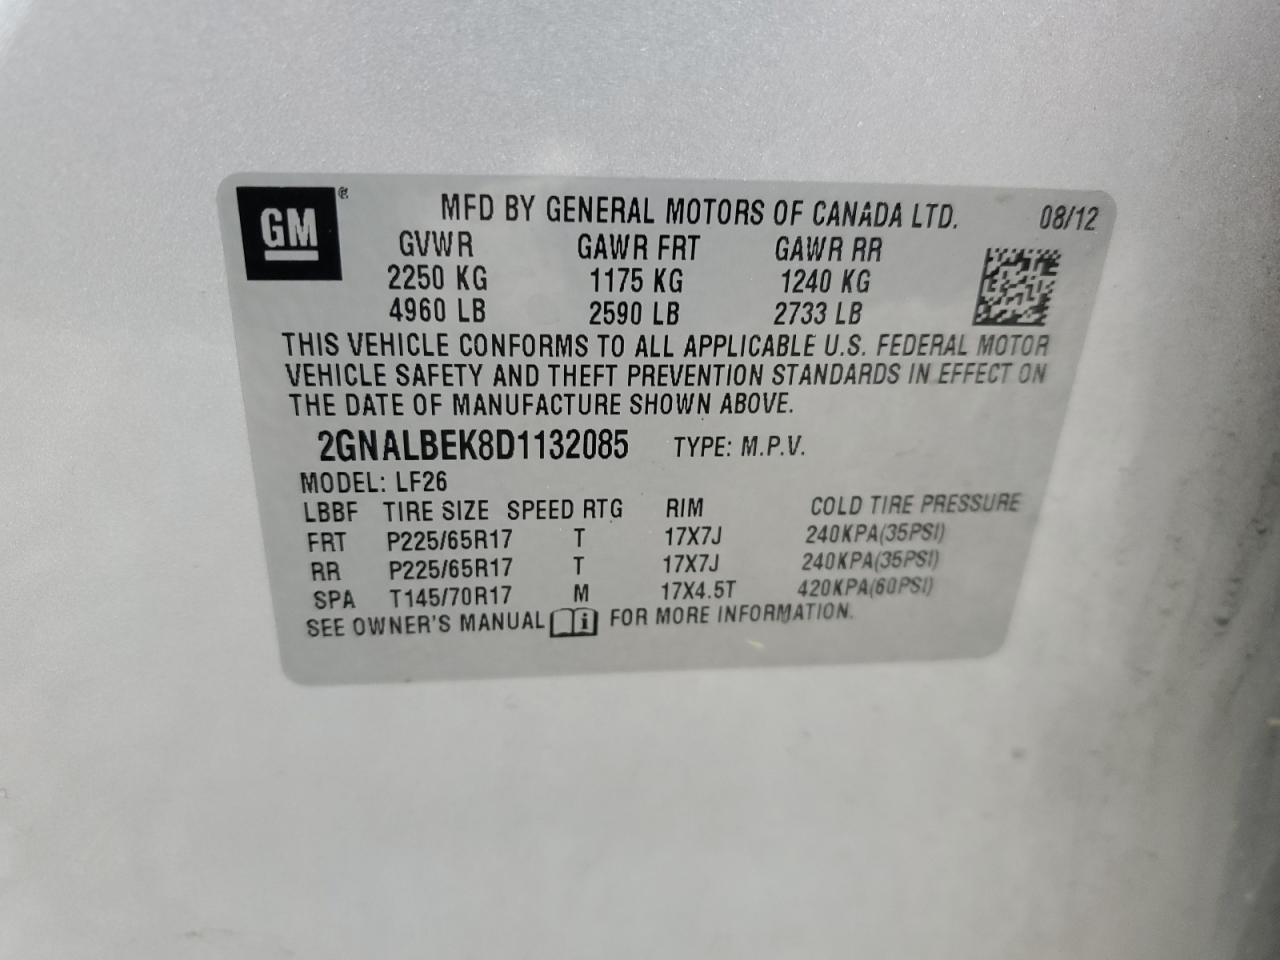 GM ®
MFD BY GENERAL MOTORS OF CANADA LTD. 08/12
GVWR GAWR FRT GAWR RR
2250 KG 1175 KG 1240 KG
4960 LB 2590 LB 2733 LB
THIS VEHICLE CONFORMS TO ALL APPLICABLE U.S. FEDERAL MOTOR
VEHICLE SAFETY AND THEFT PREVENTION STANDARDS IN EFFECT ON
THE DATE OF MANUFACTURE SHOWN ABOVE.
2GNALBEK8D1132085 TYPE: M.P.V.
MODEL: LF26
LBBF TIRE SIZE SPEED RTG RIM COLD TIRE PRESSURE
FRT P225/65R17 T 17X7J 240KPA(35PSI)
RR P225/65R17 T 17X7J 240KPA(35PSI)
SPA T145/70R17 M 17X4.5T 420KPA(60PSI)
SEE OWNER'S MANUAL i FOR MORE INFORMATION.